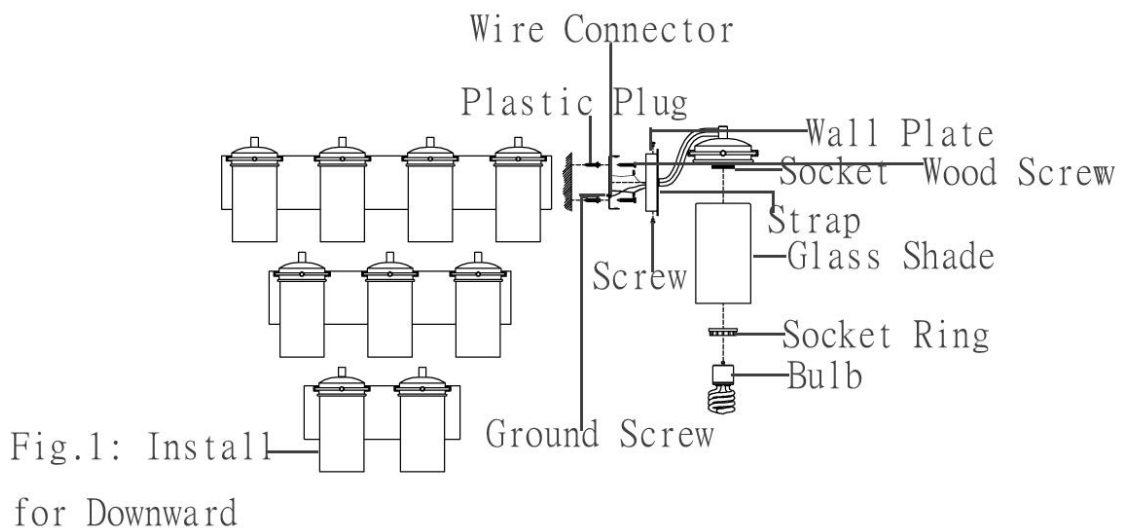 Wire Connector
Plastic Plug
Wall Plate
Socket Wood Screw
Strap
Glass Shade
Screw
Socket Ring
Bulb
Ground Screw
Fig.1: Install
for Downward